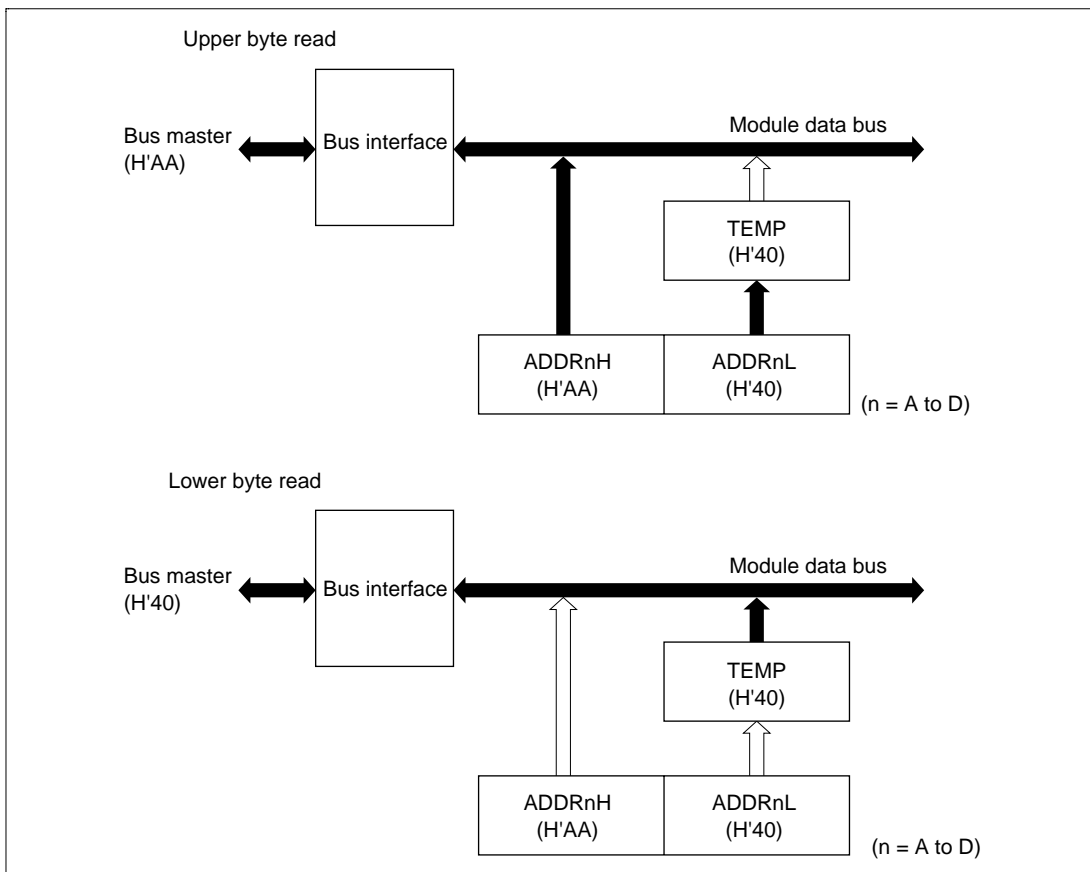 Upper byte read
Bus master
(H'AA)
Bus interface
Module data bus
TEMP
(H'40)
ADDRnH
(H'AA)
ADDRnL
(H'40)
(n = A to D)
Lower byte read
Bus master
(H'40)
Bus interface
Module data bus
TEMP
(H'40)
ADDRnH
(H'AA)
ADDRnL
(H'40)
(n = A to D)